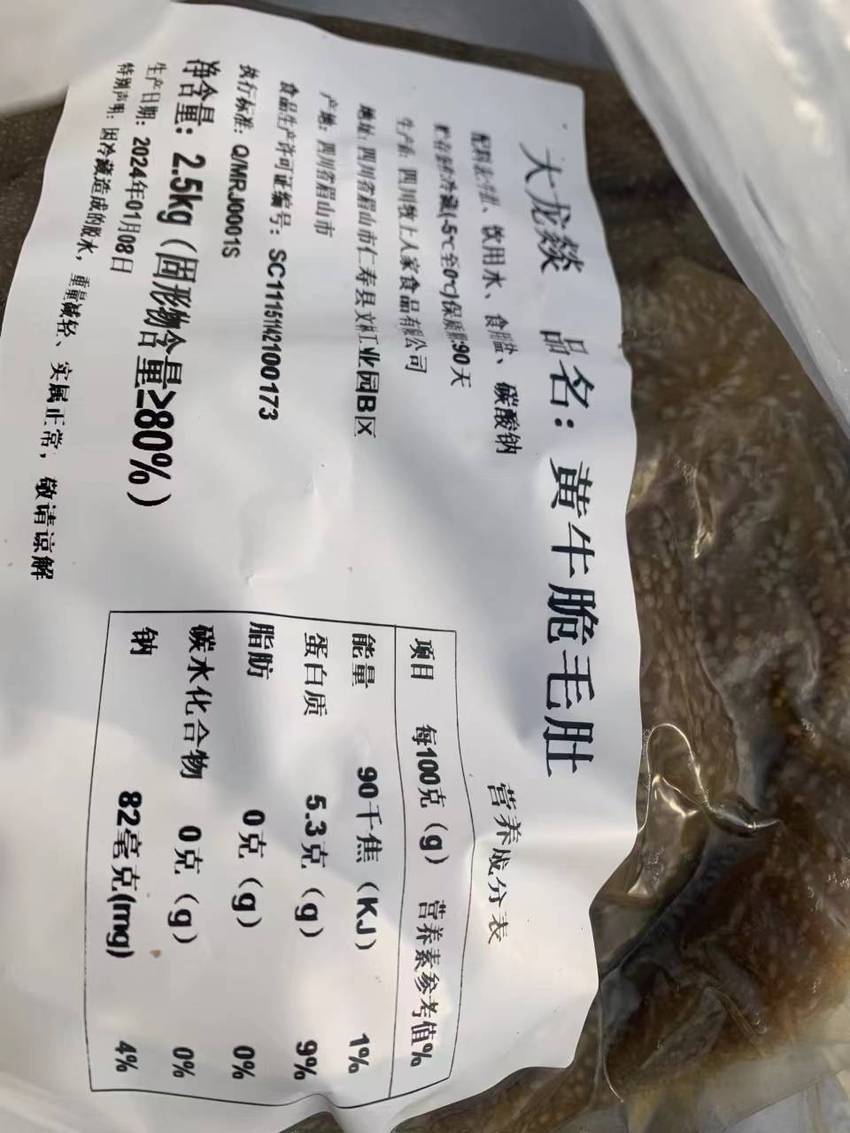 大龙燚 品名：黄牛脆毛肚
配料: 、饮用水、食用盐、碳酸钠
贮存条件:冷藏(-5℃至0℃)保质期:90天
生产商: 四川牧上人家食品有限公司
地址: 四川省眉山市仁寿县文林工业园B区
产地: 四川省眉山市
食品生产许可证编号: SC11151142100173
执行标准: Q/MRJ0001S
净含量: 2.5kg (固形物含量≥80%)
生产日期: 2024年01月08日
特别声明: 因冷藏造成的脱水, 重量减轻、实属正常, 敬请谅解
营养成分表
项目 每100克 (g) 营养素参考值%
能量 90千焦 (KJ) 1%
蛋白质 5.3克 (g) 9%
脂肪 0克 (g) 0%
碳水化合物 0克 (g) 0%
钠 82毫克(mg) 4%